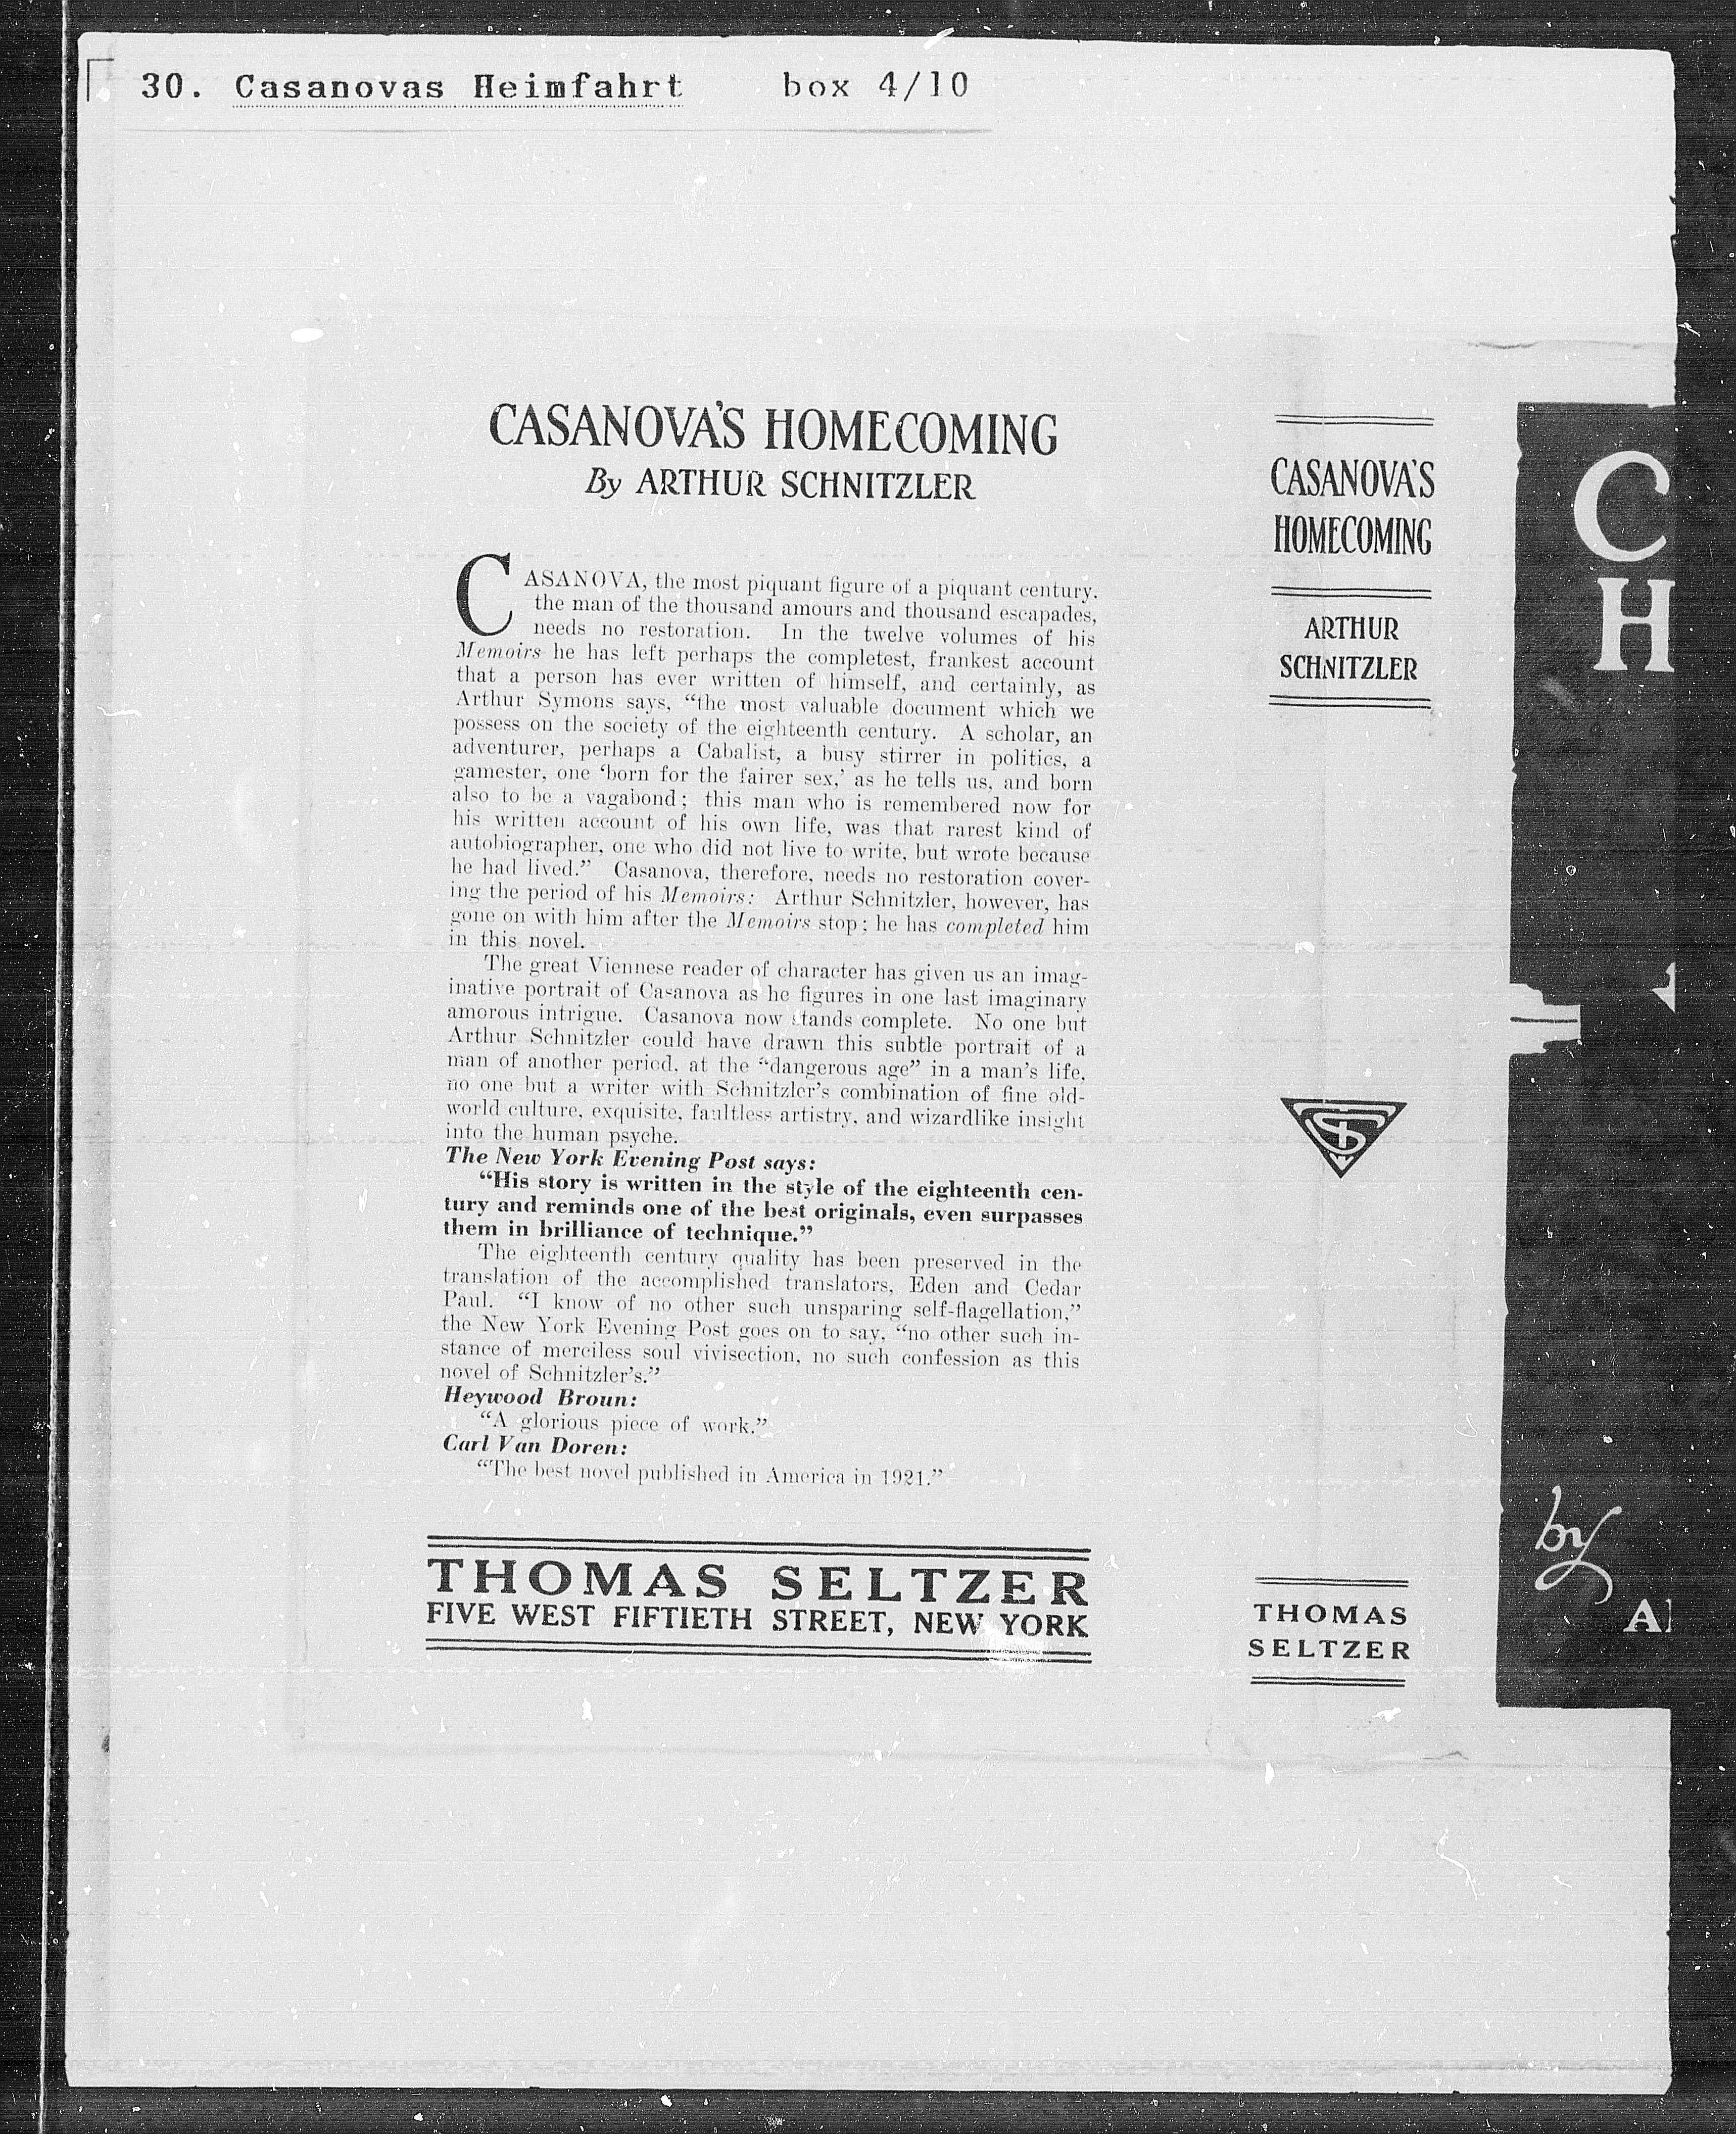 30. Casanovas Heimfahrt box 4/10
CASANOVA'S HOMECOMING
By ARTHUR SCHNITZLER
CASANOVA, the most piquant figure of a piquant century,
the man of the thousand amours and thousand escapades,
needs no restoration. In the twelve volumes of his
Memoirs he has left perhaps the completest, frankest account
that a person has ever written of himself, and certainly, as
Arthur Symons says, “the most valuable document which we
possess on the society of the eighteenth century. A scholar, an
adventurer, perhaps a Cabalist, a busy stirrer in politics, a
gamester, one ‘born for the fairer sex,’ as he tells us, and born
also to be a vagabond; this man who is remembered now for
his written account of his own life, was that rarest kind of
autobiographer, one who did not live to write, but wrote because
he had lived.” Casanova, therefore, needs no restoration cover-
ing the period of his Memoirs: Arthur Schnitzler, however, has
gone on with him after the Memoirs stop; he has completed him
in this novel.
The great Viennese reader of character has given us an imag-
inative portrait of Casanova as he figures in one last imaginary
amorous intrigue. Casanova now stands complete. No one but
Arthur Schnitzler could have drawn this subtle portrait of a
man of another period, at the “dangerous age” in a man's life,
no one but a writer with Schnitzler's combination of fine old-
world culture, exquisite, faultless artistry, and wizardlike insight
into the human psyche.
The New York Evening Post says:
“His story is written in the style of the eighteenth cen-
tury and reminds one of the best originals, even surpasses
them in brilliance of technique.”
The eighteenth century quality has been preserved in the
translation of the accomplished translators, Eden and Cedar
Paul. “I know of no other such unsparing self-flagellation,”
the New York Evening Post goes on to say, “no other such in-
stance of merciless soul vivisection, no such confession as this
novel of Schnitzler's.”
Heywood Broun:
“A glorious piece of work.”
Carl Van Doren:
“The best novel published in America in 1921.”
THOMAS SELTZER
FIVE WEST FIFTIETH STREET, NEW YORK
CASANOVA'S
HOMECOMING
ARTHUR
SCHNITZLER
TS
THOMAS
SELTZER
C
H
by
A